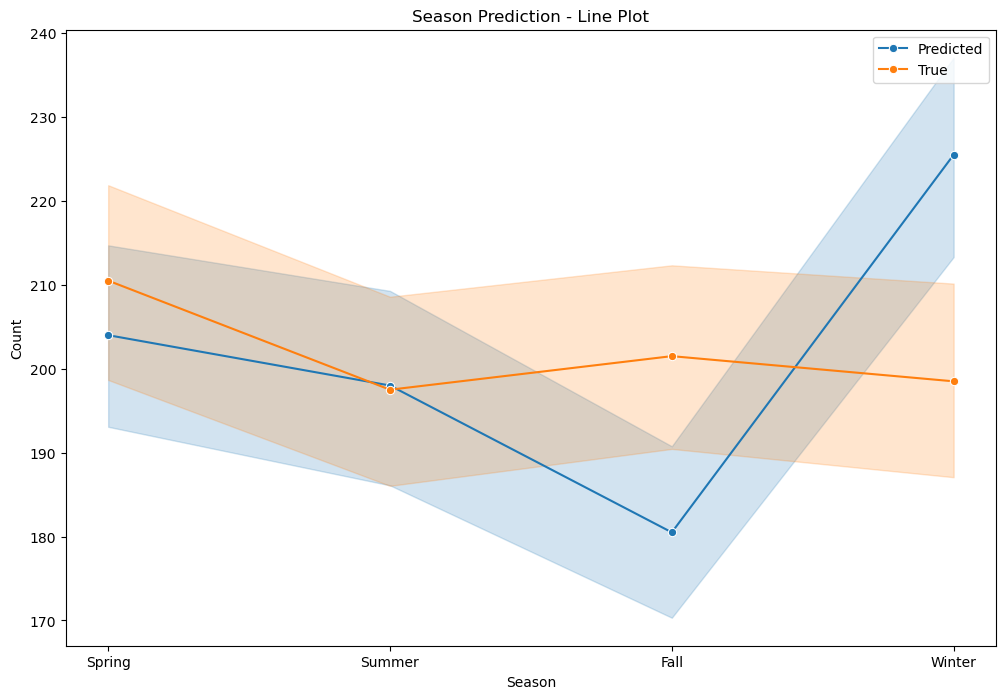 Season Prediction - Line Plot
Predicted
True
Count
240
230
220
210
200
190
180
170
Spring
Summer
Fall
Winter
Season